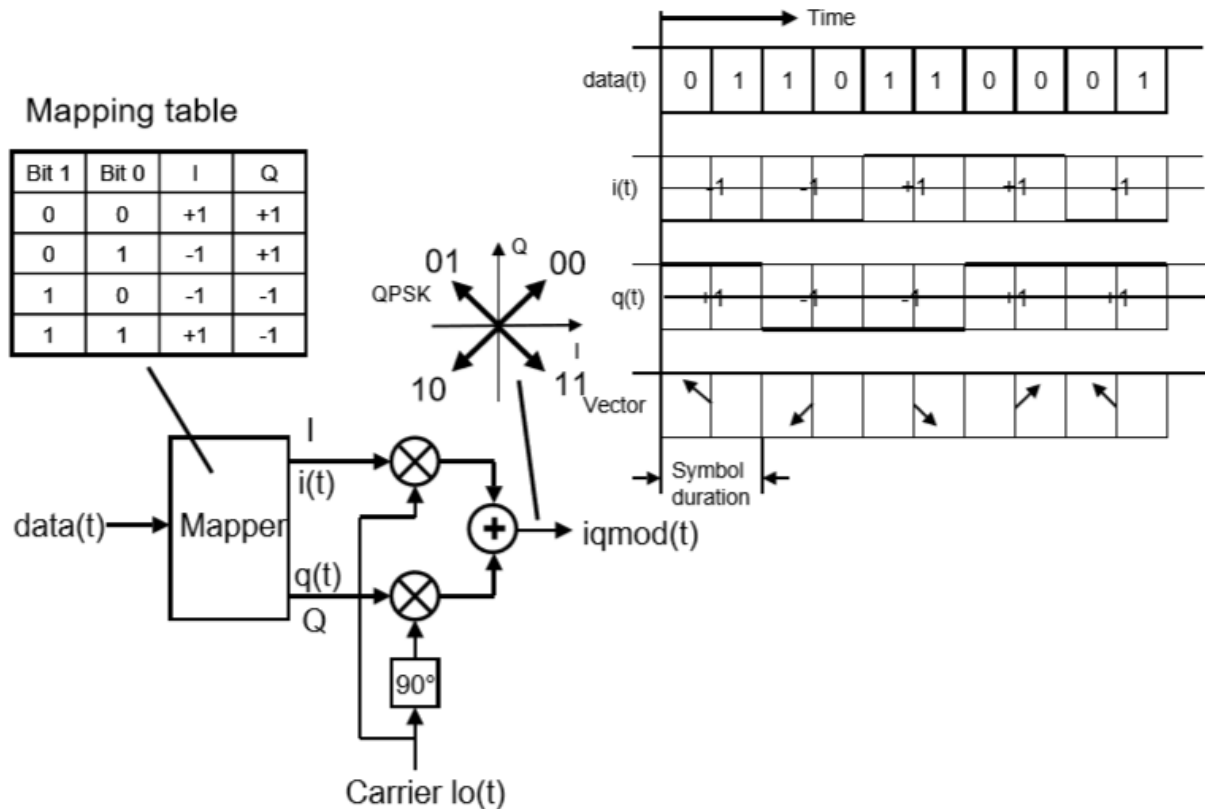 Time
data(t) 0 1 1 0 1 1 0 0 0 1
Mapping table
Bit 1 Bit 0 I Q
0 0 +1 +1
0 1 -1 +1
1 0 -1 -1
1 1 +1 -1
i(t) -1 -1 +1 +1 -1
q(t) +1 -1 -1 +1 +1
Vector
Symbol
duration
Q
01 00
QPSK
I
10 11
I
i(t)
data(t) Mapper
+
iqmod(t)
q(t)
Q
90°
Carrier lo(t)